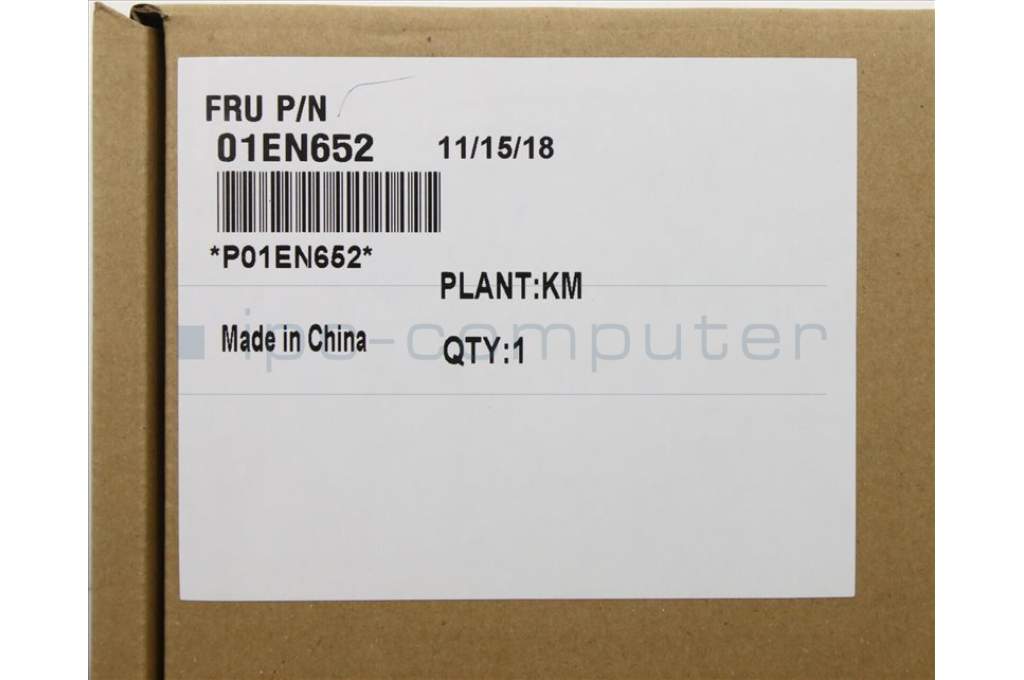 FRU P/N
01EN652 11/15/18
*P01EN652*
PLANT:KM
Made in China
QTY:1
ipc-computer